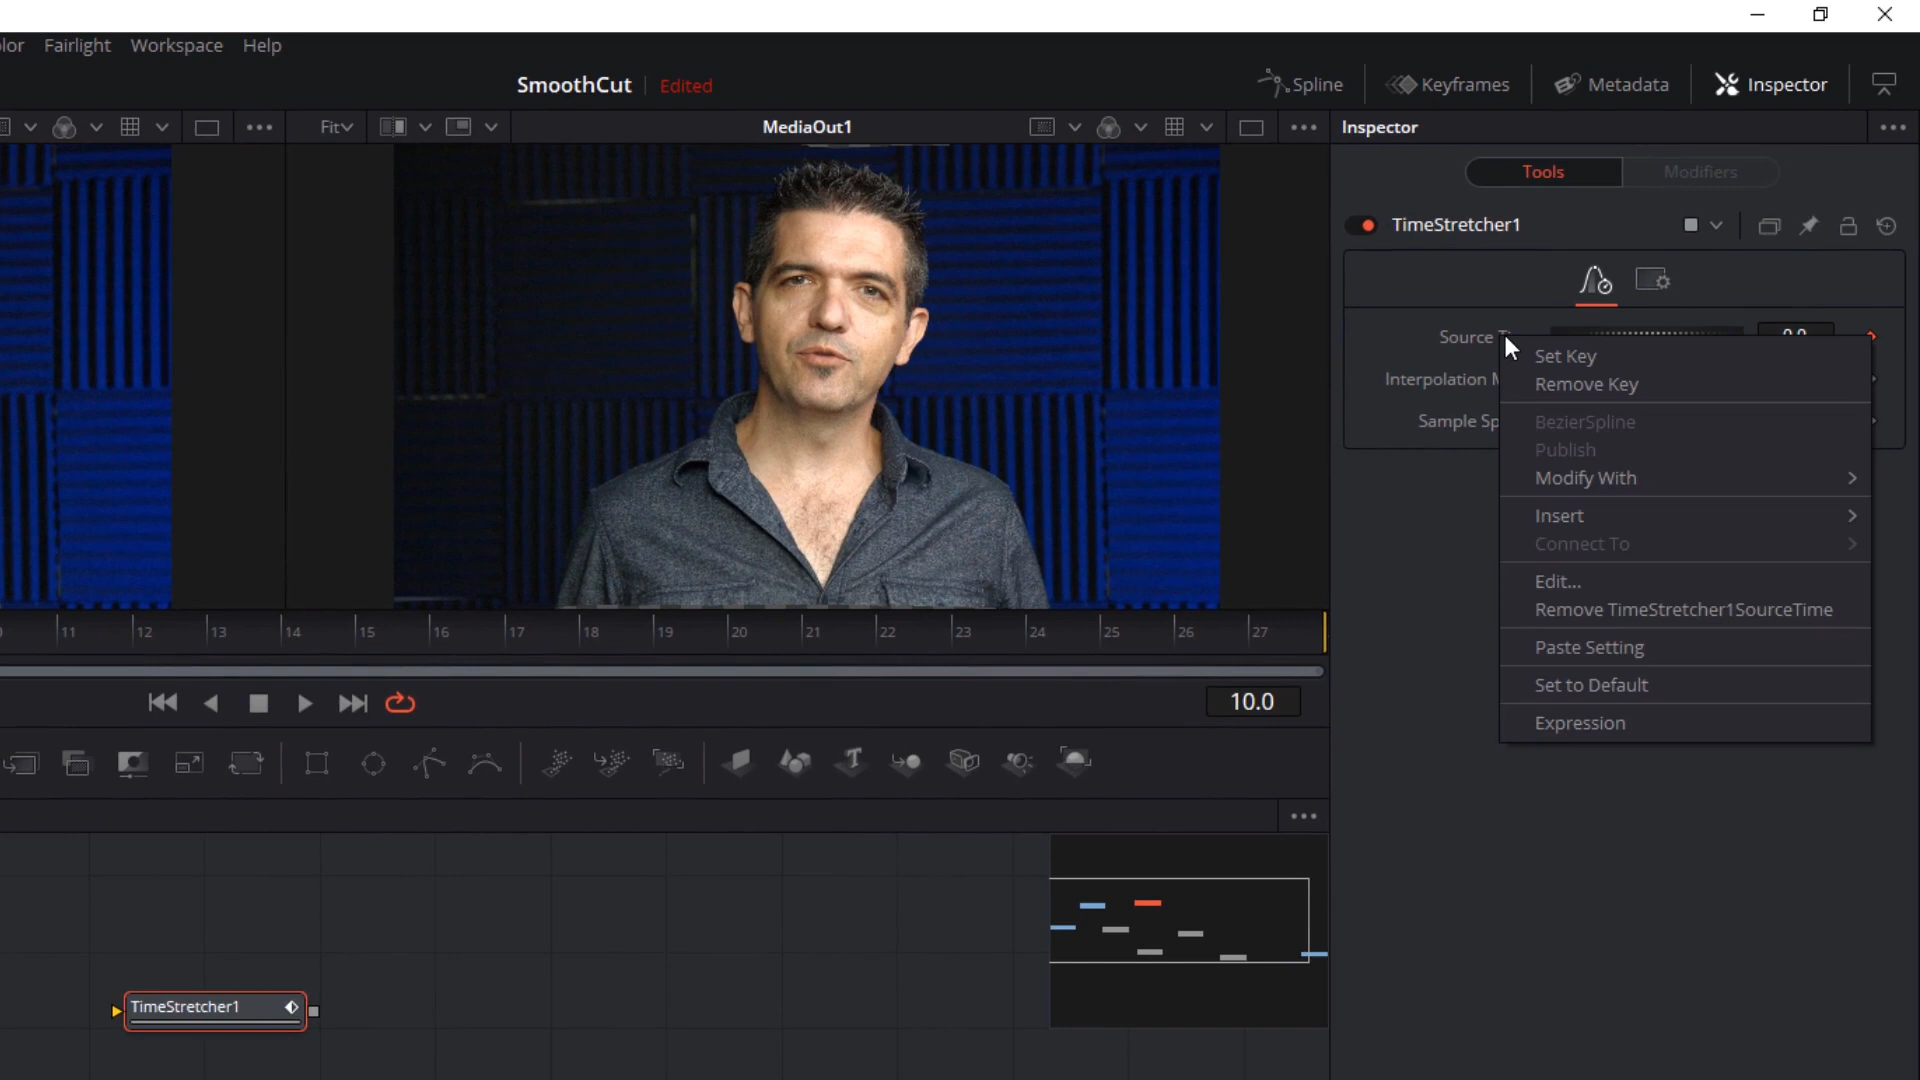 lor Fairlight Workspace Help
SmoothCut Edited Spline Keyframes Metadata Inspector
Fit MediaOut1 Inspector
Tools Modifiers
TimeStretcher1
Source
Interpolation
Set Key
Remove Key
BezierSpline
Publish
Modify With
Insert
Connect To
Edit...
Remove TimeStretcher1SourceTime
Paste Setting
Set to Default
Expression
11 12 13 14 15 16 17 18 19 20 21 22 23 24 25 26 27
10.0
TimeStretcher1